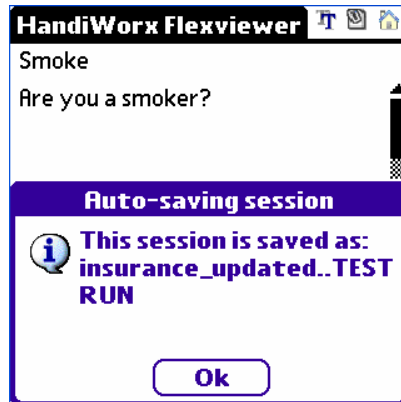 HandiWorx Flexviewer
Smoke
Are you a smoker?
Auto-saving session
This session is saved as:
insurance_updated..TEST
RUN
Ok